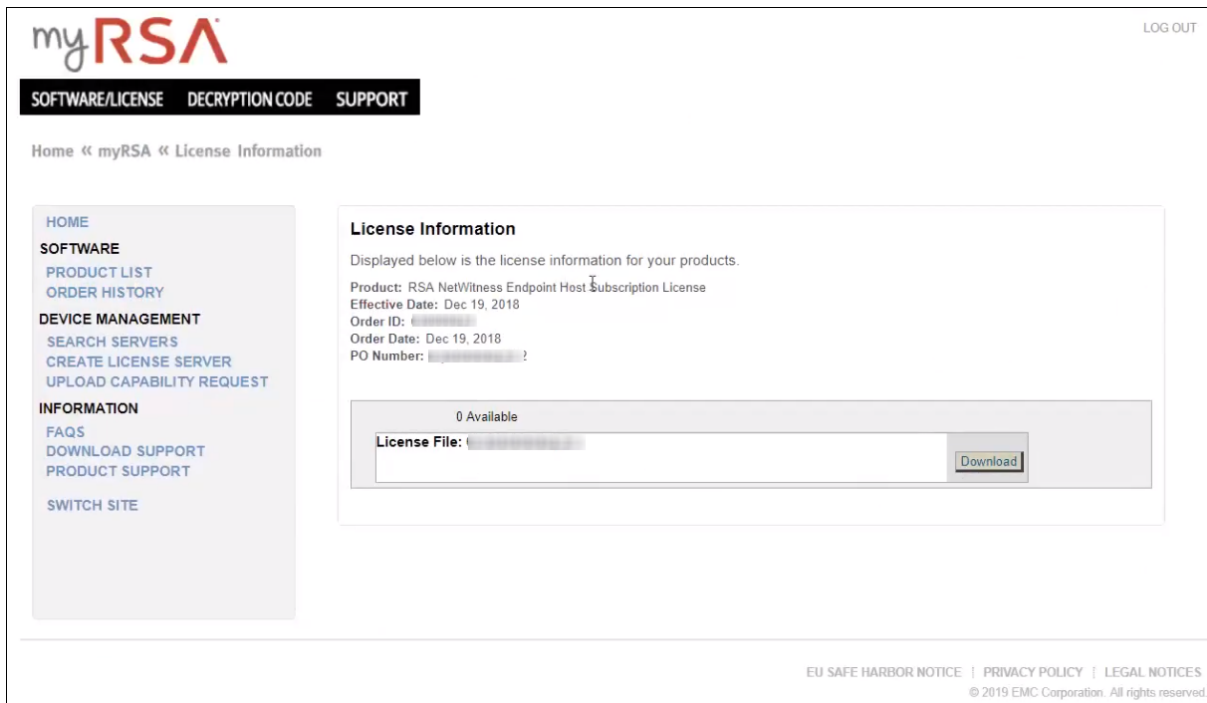 myRSA
LOG OUT
SOFTWARE/LICENSE DECRYPTION CODE SUPPORT
Home « myRSA « License Information
HOME
SOFTWARE
PRODUCT LIST
ORDER HISTORY
DEVICE MANAGEMENT
SEARCH SERVERS
CREATE LICENSE SERVER
UPLOAD CAPABILITY REQUEST
INFORMATION
FAQS
DOWNLOAD SUPPORT
PRODUCT SUPPORT
SWITCH SITE
License Information
Displayed below is the license information for your products.
Product: RSA NetWitness Endpoint Host Subscription License
Effective Date: Dec 19, 2018
Order ID:
Order Date: Dec 19, 2018
PO Number:
0 Available
License File:
Download
EU SAFE HARBOR NOTICE | PRIVACY POLICY | LEGAL NOTICES
© 2019 EMC Corporation. All rights reserved.